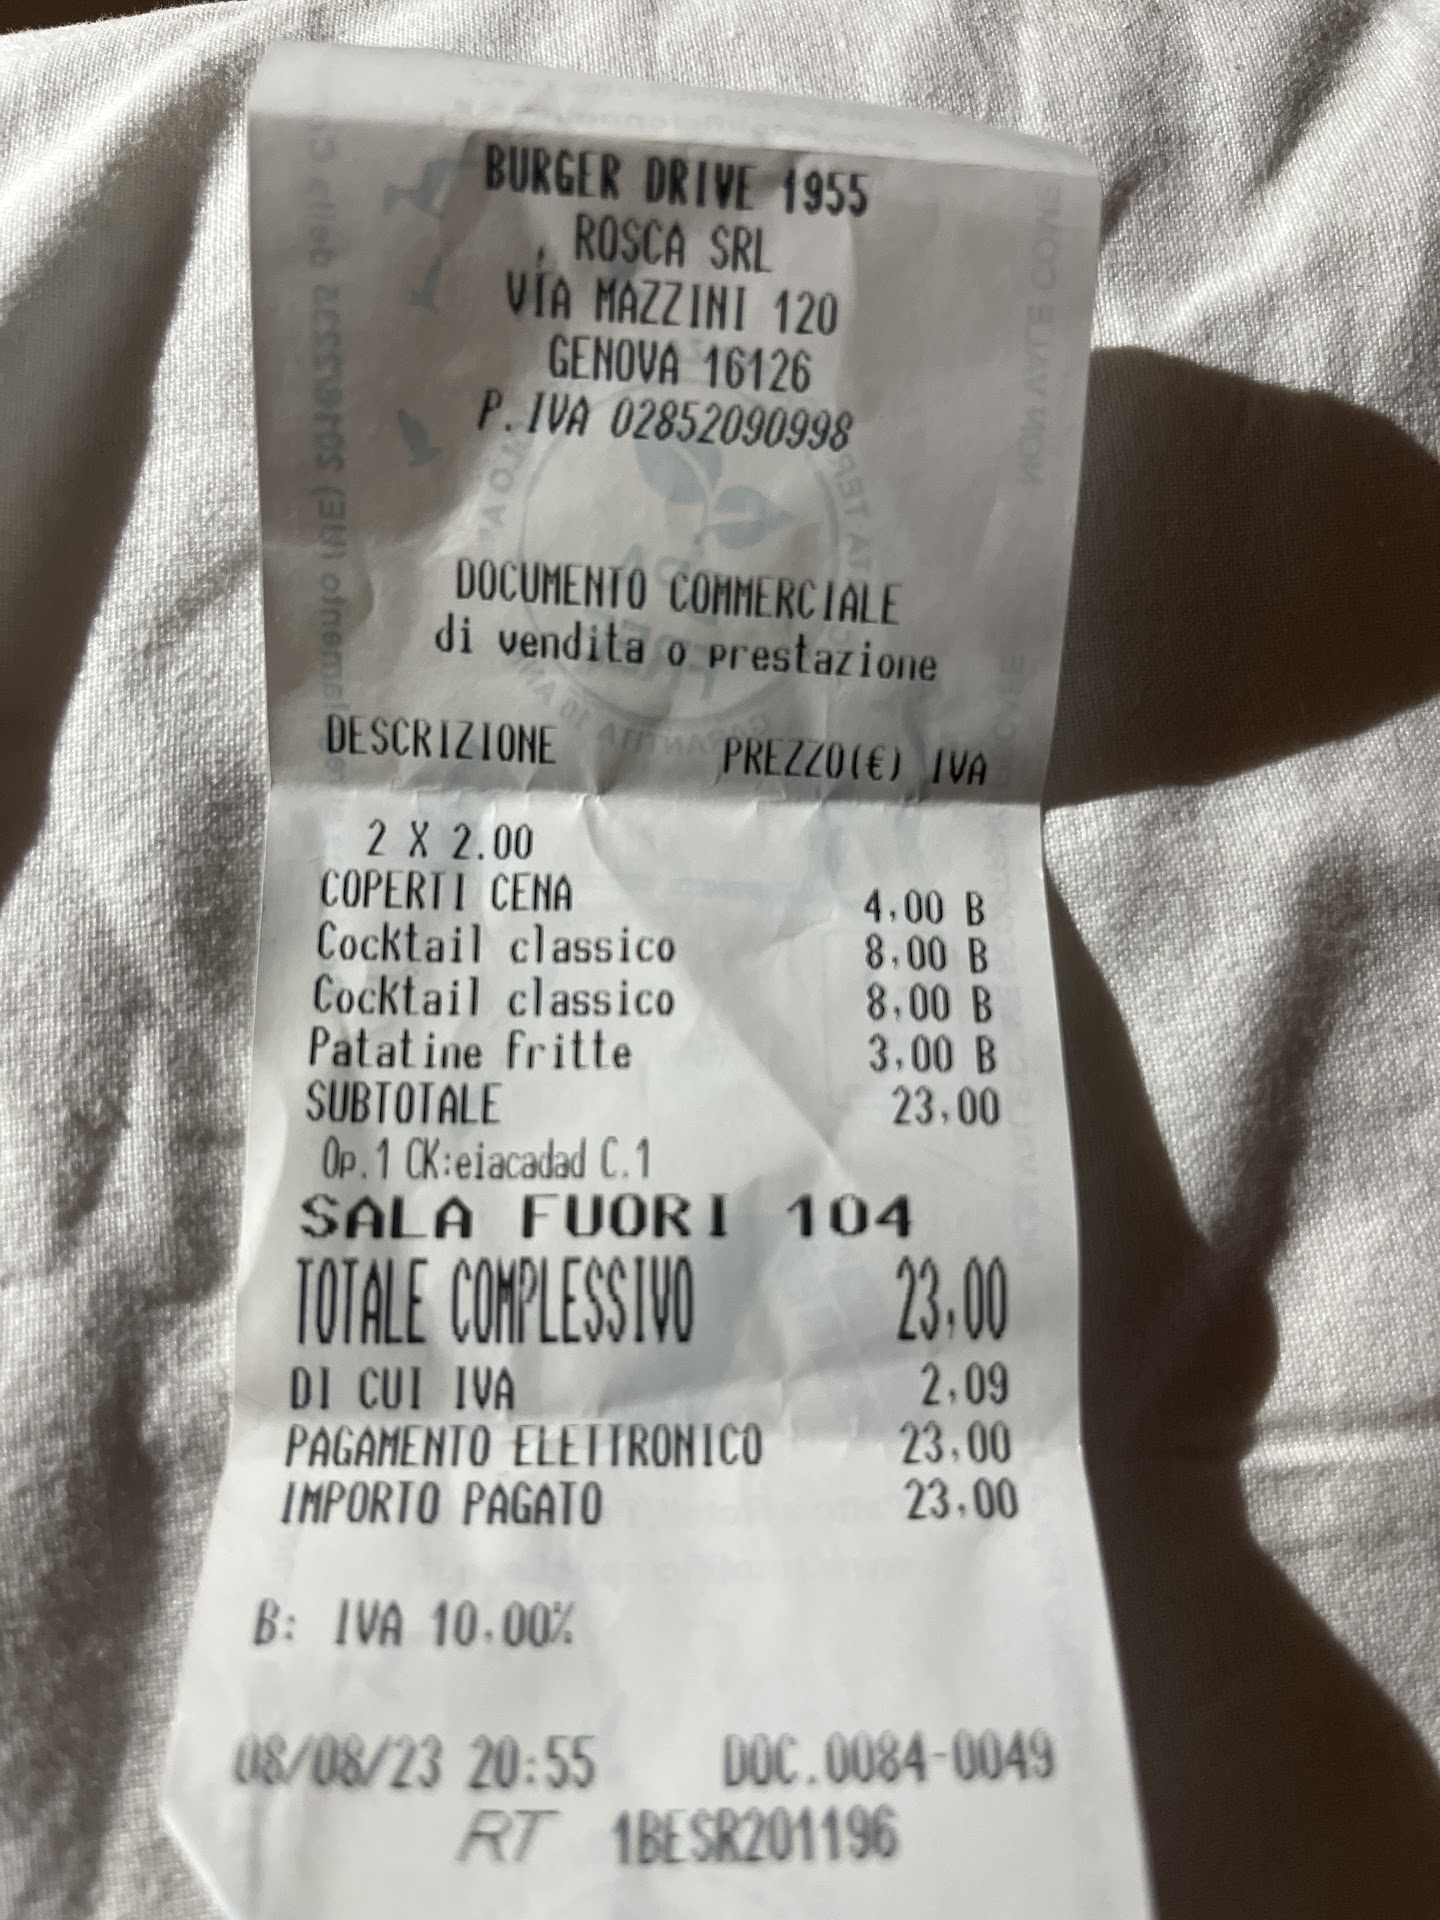 BURGER DRIVE 1955
ROSCA SRL
VIA MAZZINI 120
GENOVA 16126
P.IVA 02852090998
DOCUMENTO COMMERCIALE
di vendita o prestazione
DESCRIZIONE PREZZO(€) IVA
2 X 2.00
COPERTI CENA 4,00 B
Cocktail classico 8,00 B
Cocktail classico 8,00 B
Patatine fritte 3,00 B
SUBTOTALE 23,00
Op.1 CK:eiacadad C.1
SALA FUORI 104
TOTALE COMPLESSIVO 23,00
DI CUI IVA 2,09
PAGAMENTO ELETTRONICO 23,00
IMPORTO PAGATO 23,00
B: IVA 10.00%
08/08/23 20:55 DOC.0084-0049
RT 1BESR201196